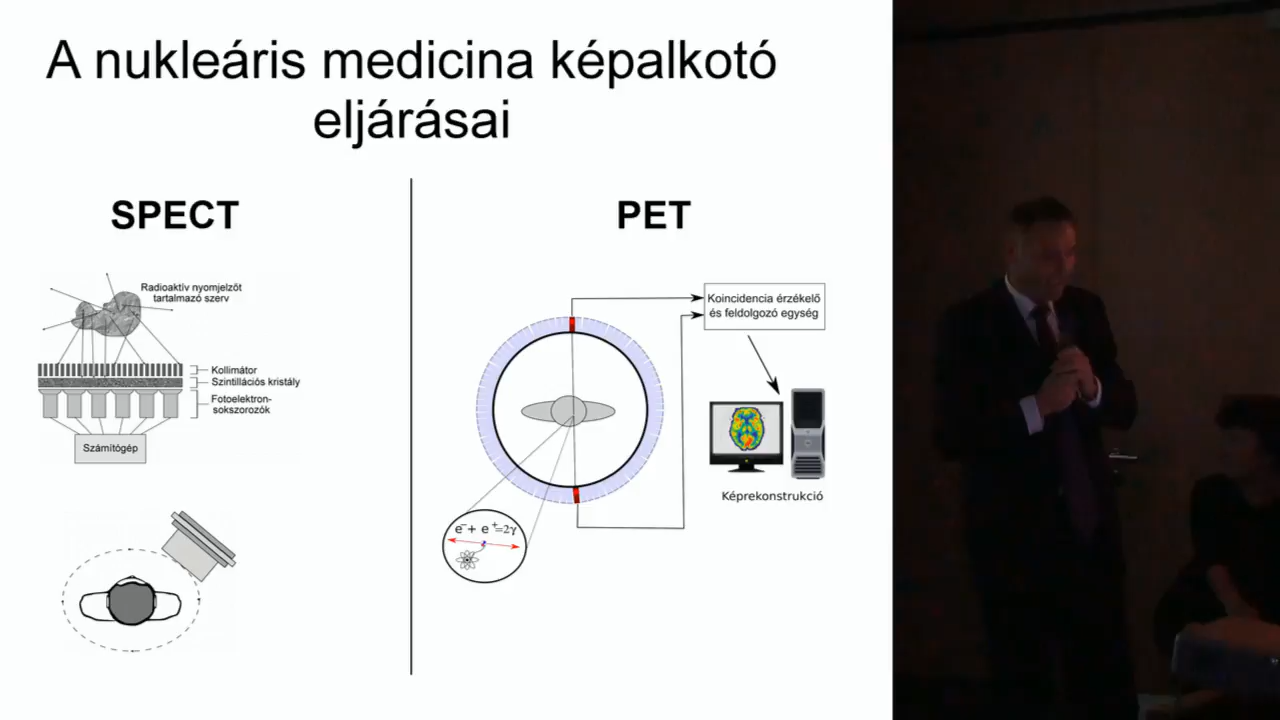 A nukleáris medicina képalkotó
eljárásai
SPECT
Radioaktív nyomjelzőt
tartalmazó szerv
Kollimátor
Szintillációs kristály
Fotoelektron-
sokszorozók
Számítógép
PET
Koincidencia érzékelő
és feldolgozó egység
Képrekonstrukció
e⁻+ e⁺=2γ